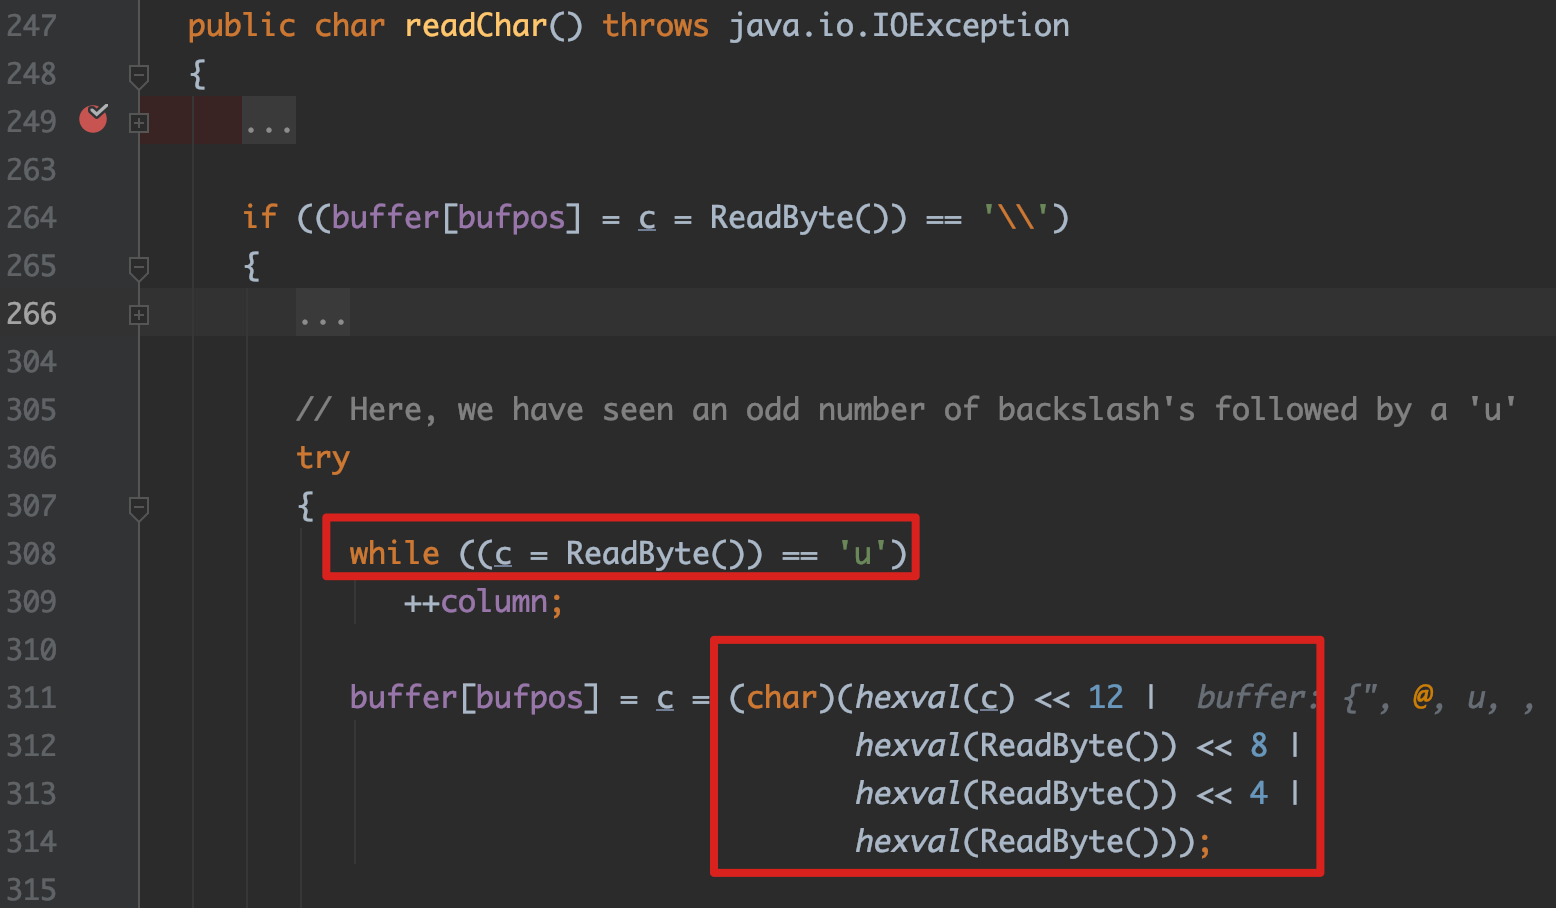 247 public char readChar() throws java.io.IOException
248 {
249 ...
263
264 if ((buffer[bufpos] = c = ReadByte()) == '\\')
265 {
266 ...
304
305 // Here, we have seen an odd number of backslash's followed by a 'u'
306 try
307 {
308 while ((c = ReadByte()) == 'u')
309 ++column;
310
311 buffer[bufpos] = c = (char)(hexval(c) << 12 | buffer: {", @, u, ,
312 hexval(ReadByte()) << 8 |
313 hexval(ReadByte()) << 4 |
314 hexval(ReadByte()));
315